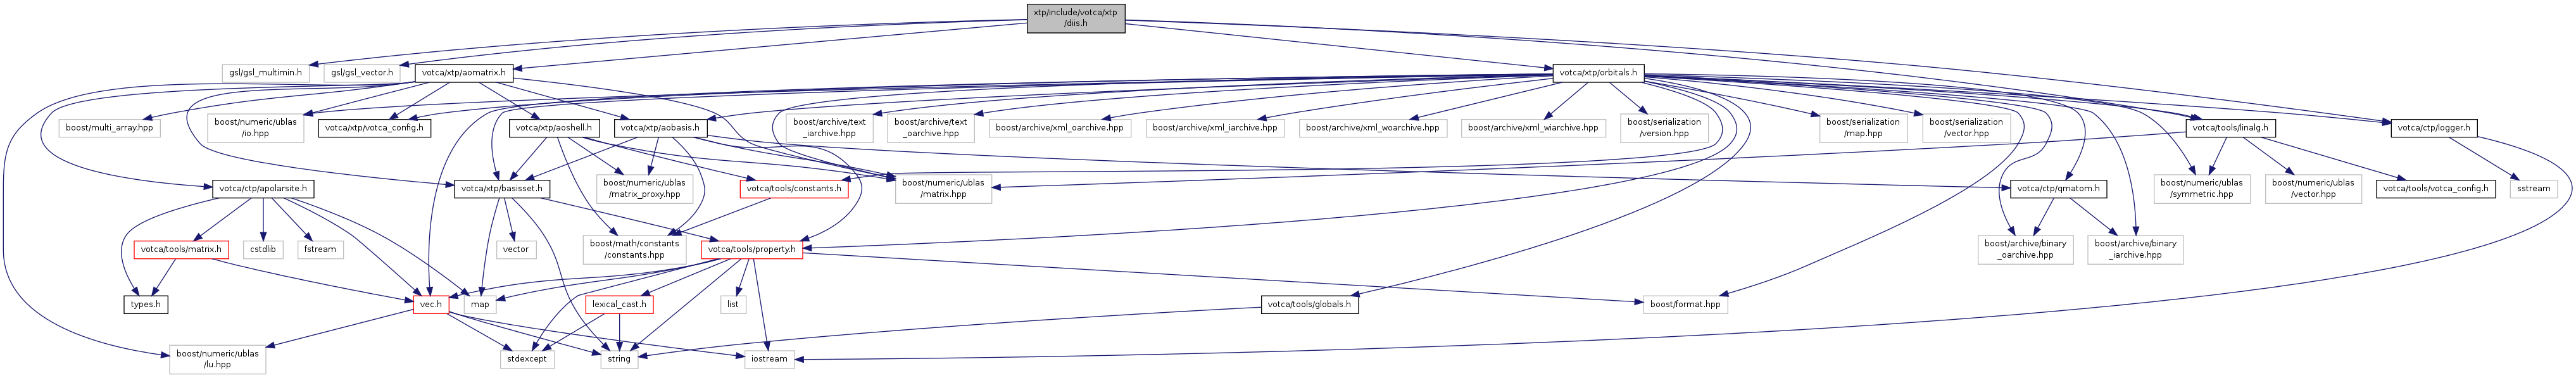 xtp/include/votca/xtp
/diis.h
gsl/gsl_multimin.h
gsl/gsl_vector.h
votca/xtp/aomatrix.h
votca/xtp/orbitals.h
boost/multi_array.hpp
boost/numeric/ublas
/io.hpp
votca/xtp/votca_config.h
votca/xtp/aoshell.h
votca/xtp/aobasis.h
boost/archive/text
_iarchive.hpp
boost/archive/text
_oarchive.hpp
boost/archive/xml_oarchive.hpp
boost/archive/xml_iarchive.hpp
boost/archive/xml_woarchive.hpp
boost/archive/xml_wiarchive.hpp
boost/serialization
/version.hpp
boost/serialization
/map.hpp
boost/serialization
/vector.hpp
votca/tools/linalg.h
votca/ctp/logger.h
votca/ctp/apolarsite.h
votca/xtp/basisset.h
boost/numeric/ublas
/matrix_proxy.hpp
votca/tools/constants.h
boost/numeric/ublas
/matrix.hpp
votca/ctp/qmatom.h
boost/numeric/ublas
/symmetric.hpp
boost/numeric/ublas
/vector.hpp
votca/tools/votca_config.h
sstream
votca/tools/matrix.h
cstdlib
fstream
vector
boost/math/constants
/constants.hpp
votca/tools/property.h
boost/archive/binary
_oarchive.hpp
boost/archive/binary
_iarchive.hpp
types.h
vec.h
map
lexical_cast.h
list
votca/tools/globals.h
boost/format.hpp
boost/numeric/ublas
/lu.hpp
stdexcept
string
iostream